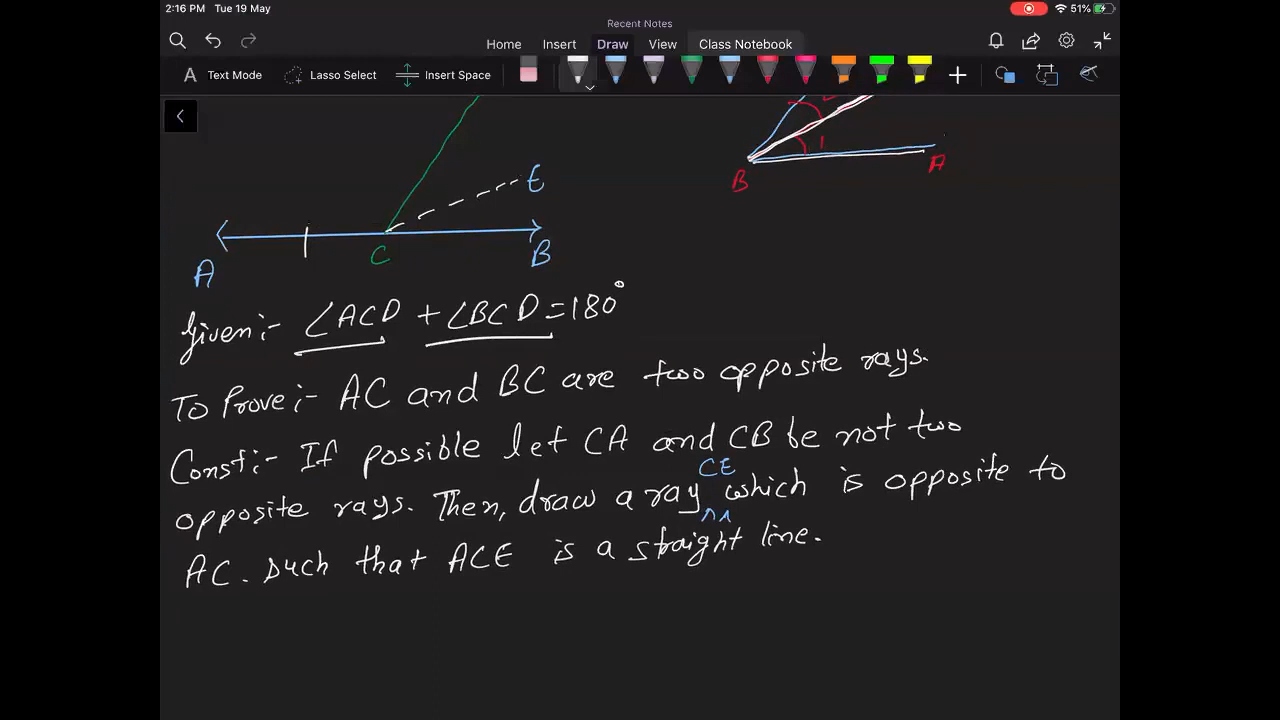 2:16 PM Tue 19 May
51%
Recent Notes
Home Insert Draw View Class Notebook
A Text Mode Lasso Select Insert Space
E
A C B
B 1 A
Given:- ∠ACD + ∠BCD = 180°
To Prove:- AC and BC are two opposite rays.
Const:- If possible let CA and CB be not two
opposite rays. Then, draw a ray CE which is opposite to
AC. Such that ACE is a straight line.